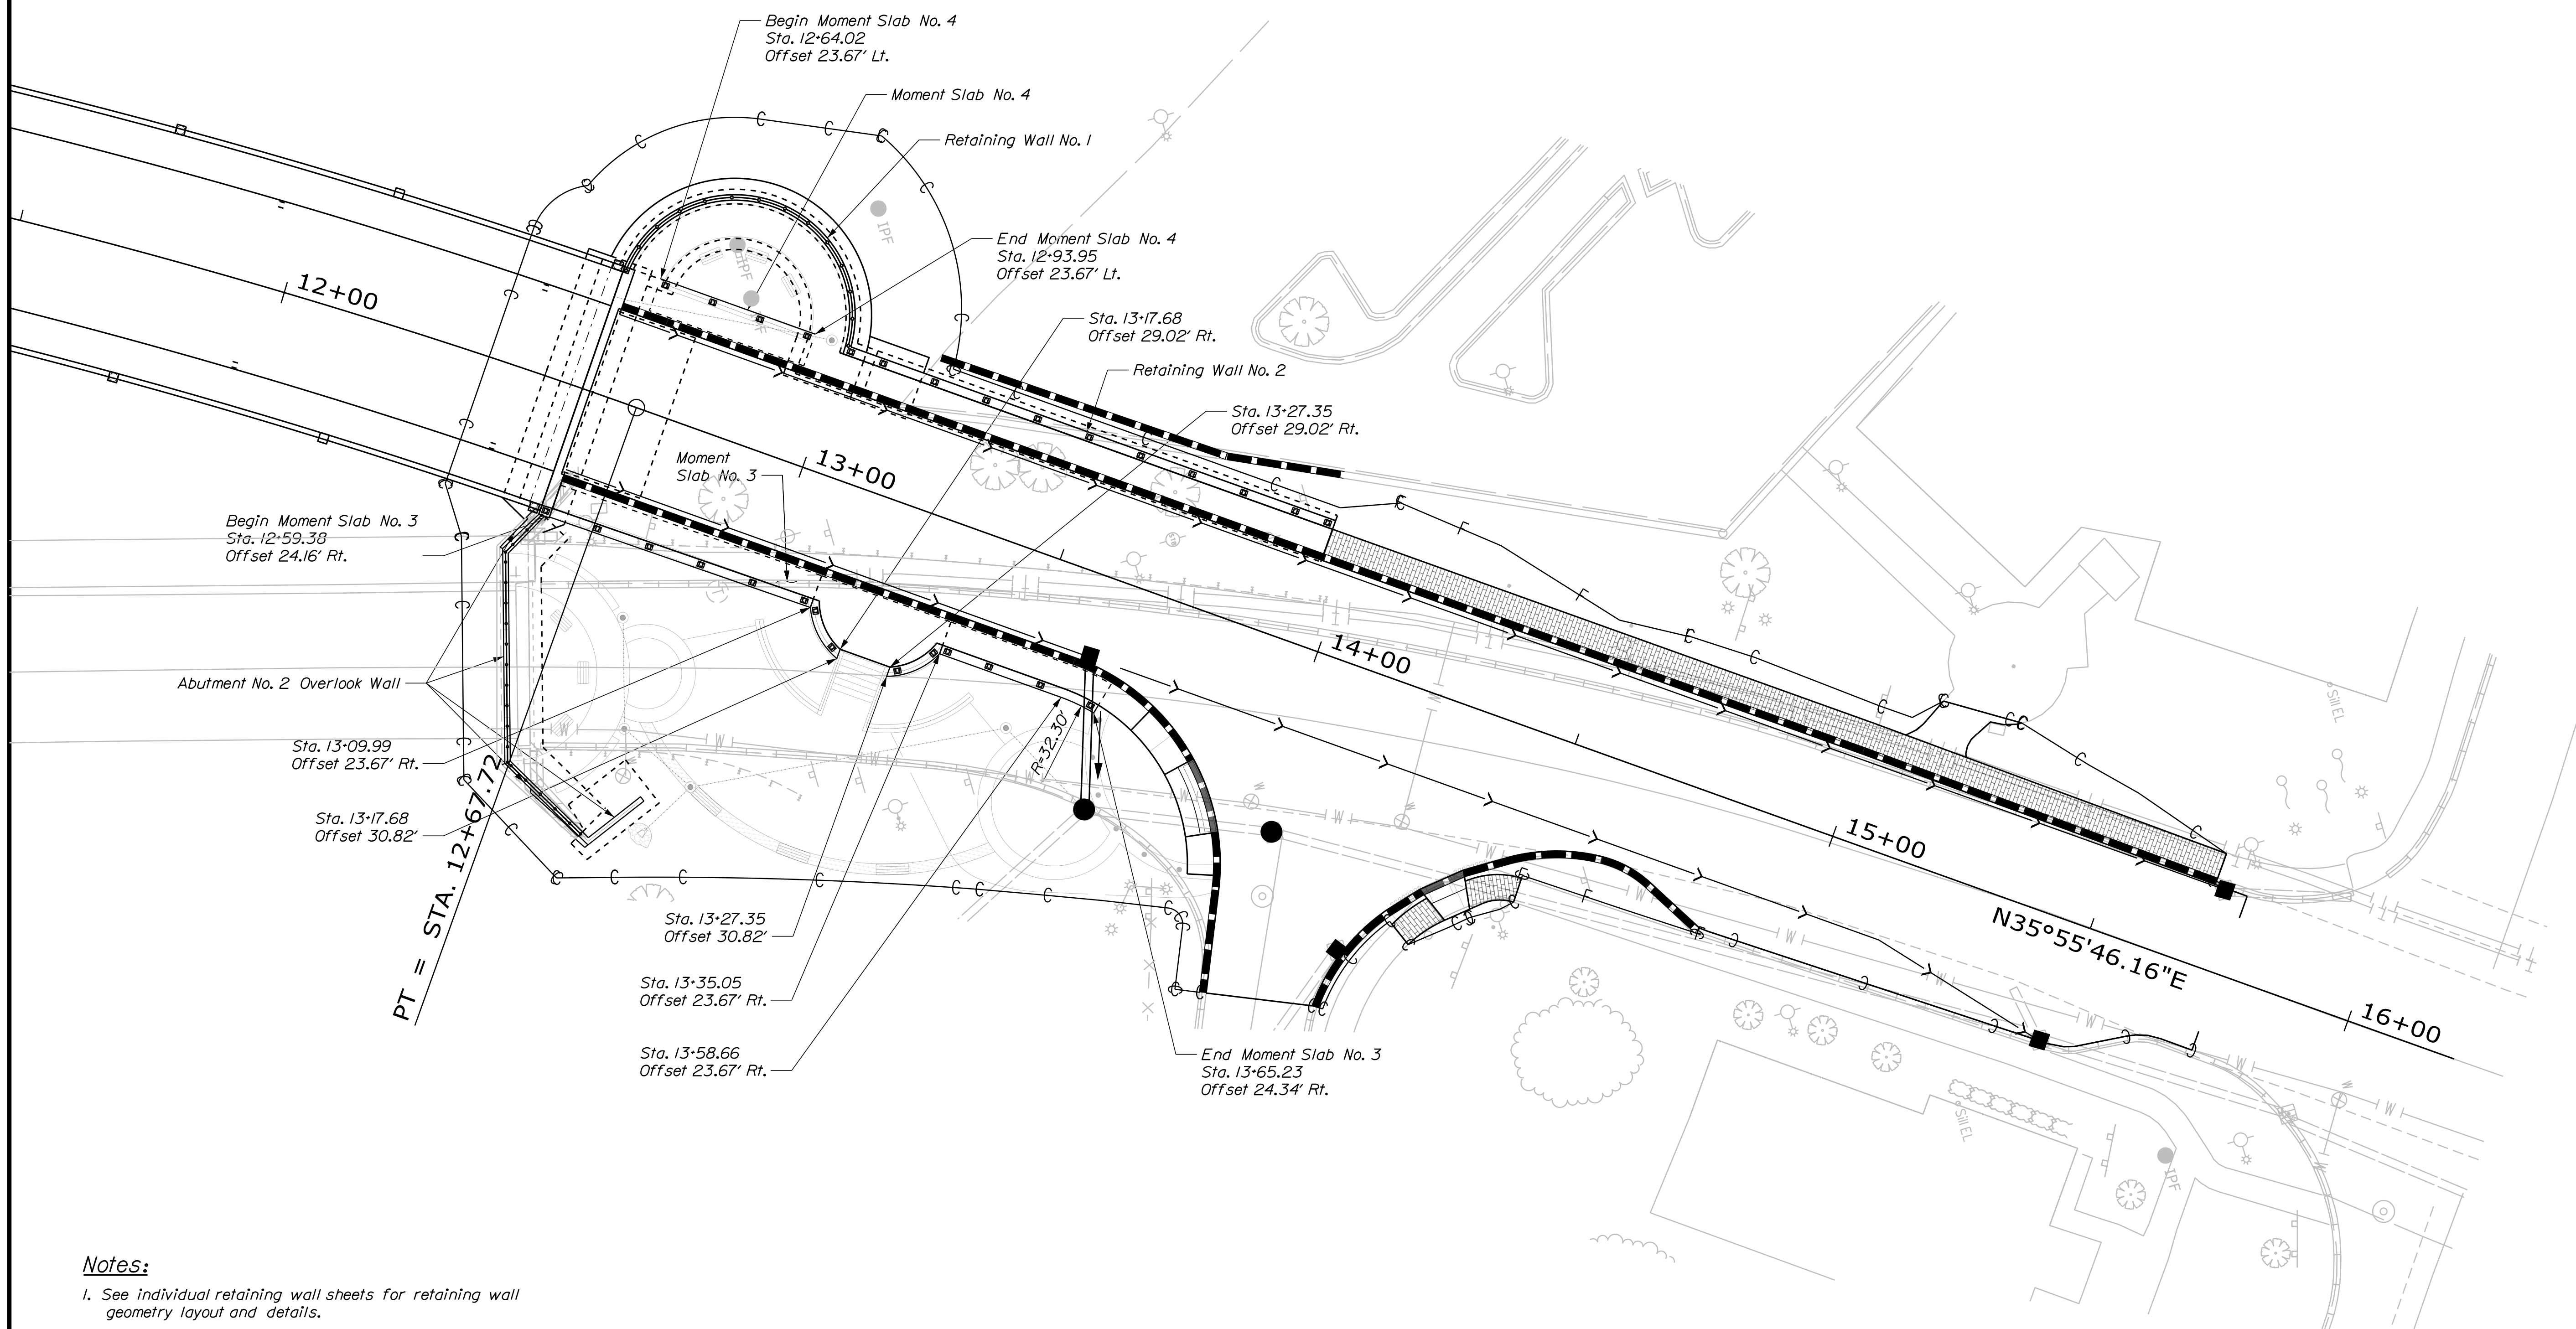 Begin Moment Slab No. 4
Sta. 12+64.02
Offset 23.67' Lt.
Moment Slab No. 4
Retaining Wall No. 1
End Moment Slab No. 4
Sta. 12+93.95
Offset 23.67' Lt.
Sta. 13+17.68
Offset 29.02' Rt.
Retaining Wall No. 2
Sta. 13+27.35
Offset 29.02' Rt.
12+00
IPF
IPF
13+00
Moment
Slab No. 3
Begin Moment Slab No. 3
Sta. 12+59.38
Offset 24.16' Rt.
Abutment No. 2 Overlook Wall
14+00
Sill EL
R=32.30'
Sta. 13+09.99
Offset 23.67' Rt.
Sta. 13+17.68
Offset 30.82'
PT = STA. 12+67.72
15+00
N35°55'46.16"E
16+00
Sta. 13+27.35
Offset 30.82'
Sta. 13+35.05
Offset 23.67' Rt.
Sta. 13+58.66
Offset 23.67' Rt.
End Moment Slab No. 3
Sta. 13+65.23
Offset 24.34' Rt.
Sill EL
IPF
Notes:
1. See individual retaining wall sheets for retaining wall
geometry layout and details.